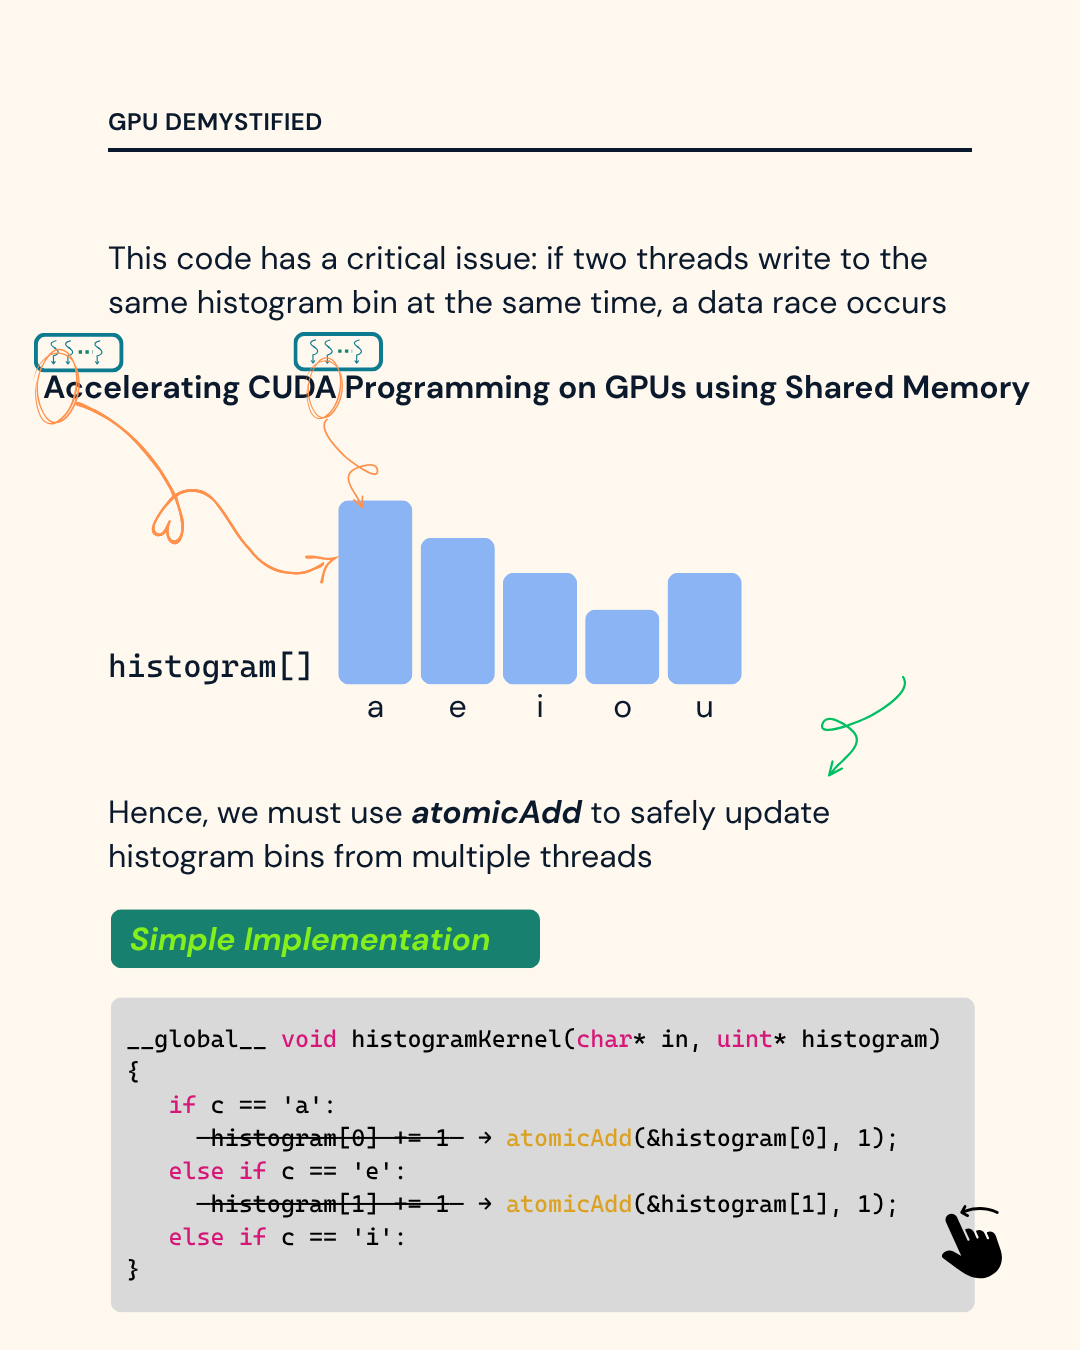 GPU DEMYSTIFIED
This code has a critical issue: if two threads write to the
same histogram bin at the same time, a data race occurs
Accelerating CUDA Programming on GPUs using Shared Memory
histogram[]
a e i o u
Hence, we must use atomicAdd to safely update
histogram bins from multiple threads
Simple Implementation
__global__ void histogramKernel(char* in, uint* histogram)
{
if c == 'a':
histogram[0] += 1 → atomicAdd(&histogram[0], 1);
else if c == 'e':
histogram[1] += 1 → atomicAdd(&histogram[1], 1);
else if c == 'i':
}